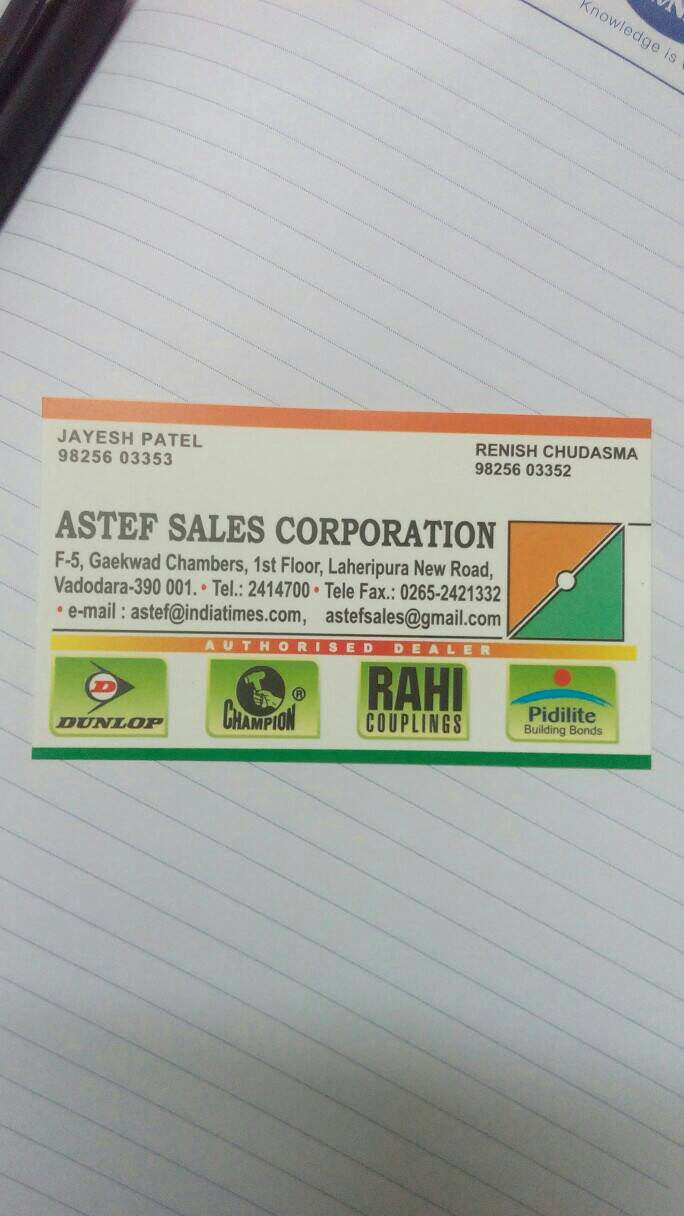 Knowledge is
JAYESH PATEL
98256 03353
RENISH CHUDASMA
98256 03352
ASTEF SALES CORPORATION
F-5, Gaekwad Chambers, 1st Floor, Laheripura New Road,
Vadodara-390 001. • Tel.: 2414700 • Tele Fax.: 0265-2421332
• e-mail : astef@indiatimes.com, astefsales@gmail.com
AUTHORISED DEALER
D
DUNLOP
CHAMPION ®
RAHI
COUPLINGS
Pidilite
Building Bonds